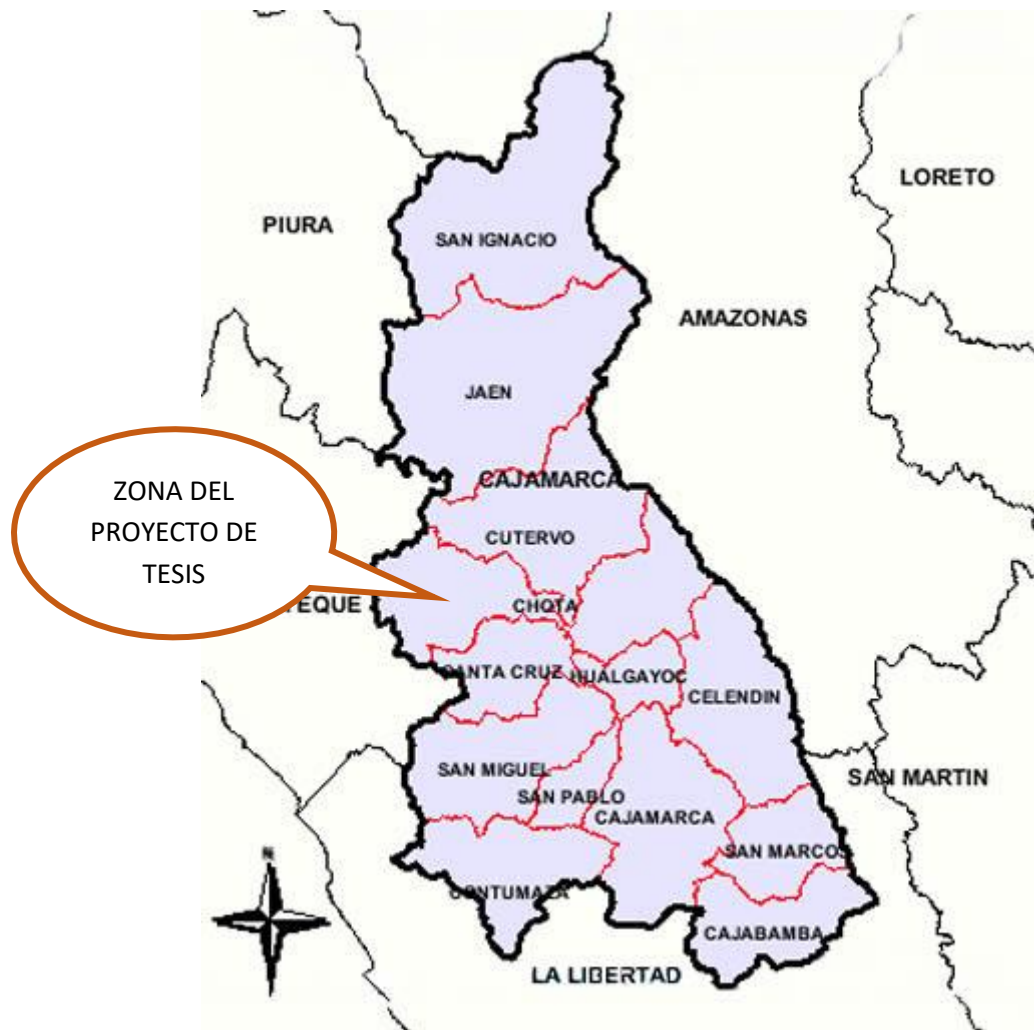 LORETO
PIURA
SAN IGNACIO
AMAZONAS
JAEN
CAJAMARCA
ZONA DEL
PROYECTO DE
TESIS
CUTERVO
CHOTA
YEQUE
SANTA CRUZ
HUALGAYOC
CELENDIN
SAN MIGUEL
SAN MARTIN
SAN PABLO
CAJAMARCA
SAN MARCOS
N
CONTUMAZA
CAJABAMBA
LA LIBERTAD